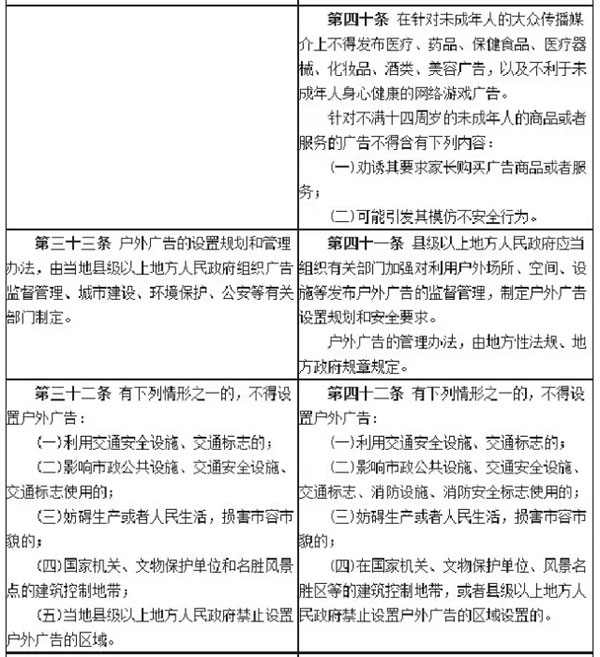 第四十条 在针对未成年人的大众传播媒
介上不得发布医疗、药品、保健食品、医疗器
械、化妆品、酒类、美容广告，以及不利于未
成年人身心健康的网络游戏广告。
针对不满十四周岁的未成年人的商品或者
服务的广告不得含有下列内容：
(一)劝诱其要求家长购买广告商品或者服
务；
(二)可能引发其模仿不安全行为。
第三十三条 户外广告的设置规划和管理
办法，由当地县级以上地方人民政府组织广告
监督管理、城市建设、环境保护、公安等有关
部门制定。
第四十一条 县级以上地方人民政府应当
组织有关部门加强对利用户外场所、空间、设
施等发布户外广告的监督管理，制定户外广告
设置规划和安全要求。
户外广告的管理办法，由地方性法规、地
方政府规章规定。
第三十二条 有下列情形之一的，不得设
置户外广告：
(一)利用交通安全设施、交通标志的；
(二)影响市政公共设施、交通安全设施、
交通标志使用的；
(三)妨碍生产或者人民生活，损害市容市
貌的；
(四)国家机关、文物保护单位和名胜风景
点的建筑控制地带；
(五)当地县级以上地方人民政府禁止设置
户外广告的区域。
第四十二条 有下列情形之一的，不得设
置户外广告：
(一)利用交通安全设施、交通标志的；
(二)影响市政公共设施、交通安全设施、
交通标志、消防设施、消防安全标志使用的；
(三)妨碍生产或者人民生活，损害市容市
貌的；
(四)在国家机关、文物保护单位、风景名
胜区等的建筑控制地带，或者县级以上地方人
民政府禁止设置户外广告的区域设置的。